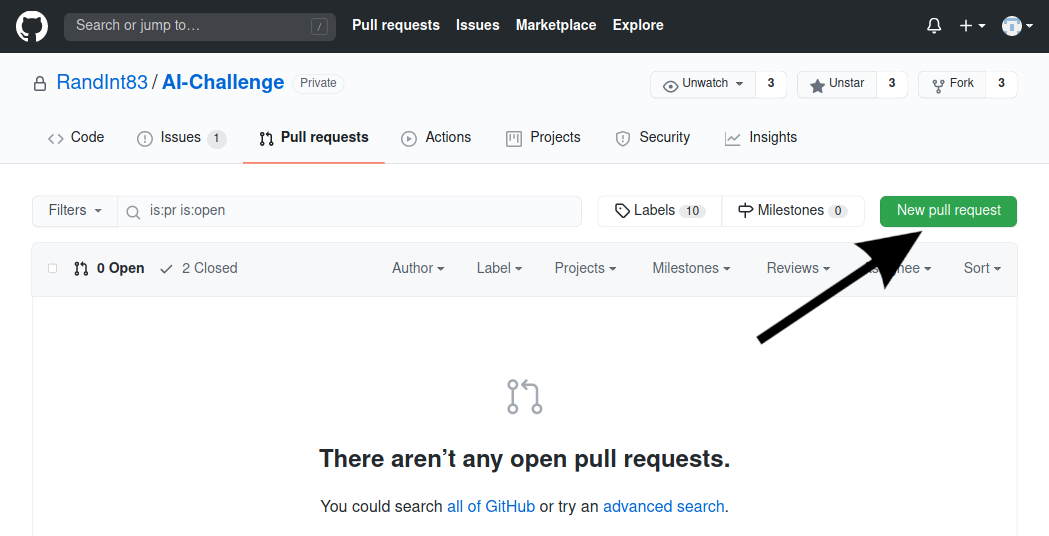 Search or jump to… / Pull requests Issues Marketplace Explore
RandInt83 / AI-Challenge Private Unwatch 3 Unstar 3 Fork 3
Code Issues 1 Pull requests Actions Projects Security Insights
Filters is:pr is:open Labels 10 Milestones 0 New pull request
0 Open 2 Closed Author Label Projects Milestones Reviews Sort
There aren’t any open pull requests.
You could search all of GitHub or try an advanced search.